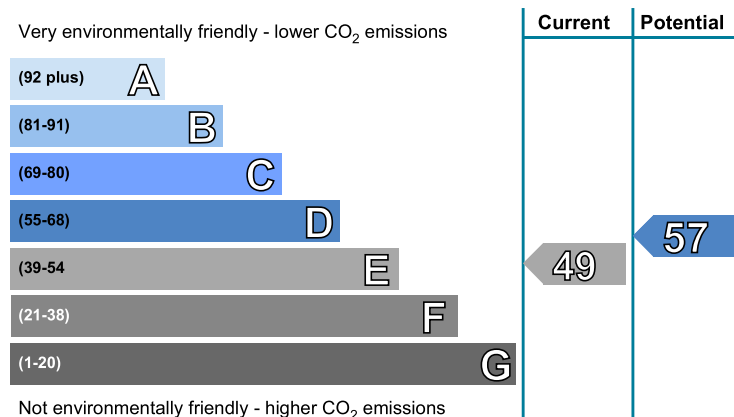 Very environmentally friendly - lower CO₂ emissions
Current
Potential
(92 plus) A
(81-91) B
(69-80) C
(55-68) D
57
(39-54 E
49
(21-38) F
(1-20) G
Not environmentally friendly - higher CO₂ emissions